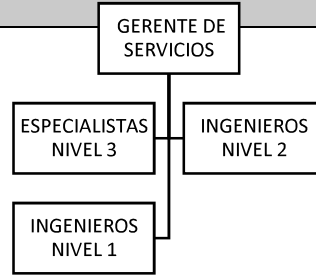 GERENTE DE
SERVICIOS
ESPECIALISTAS
NIVEL 3
INGENIEROS
NIVEL 2
INGENIEROS
NIVEL 1